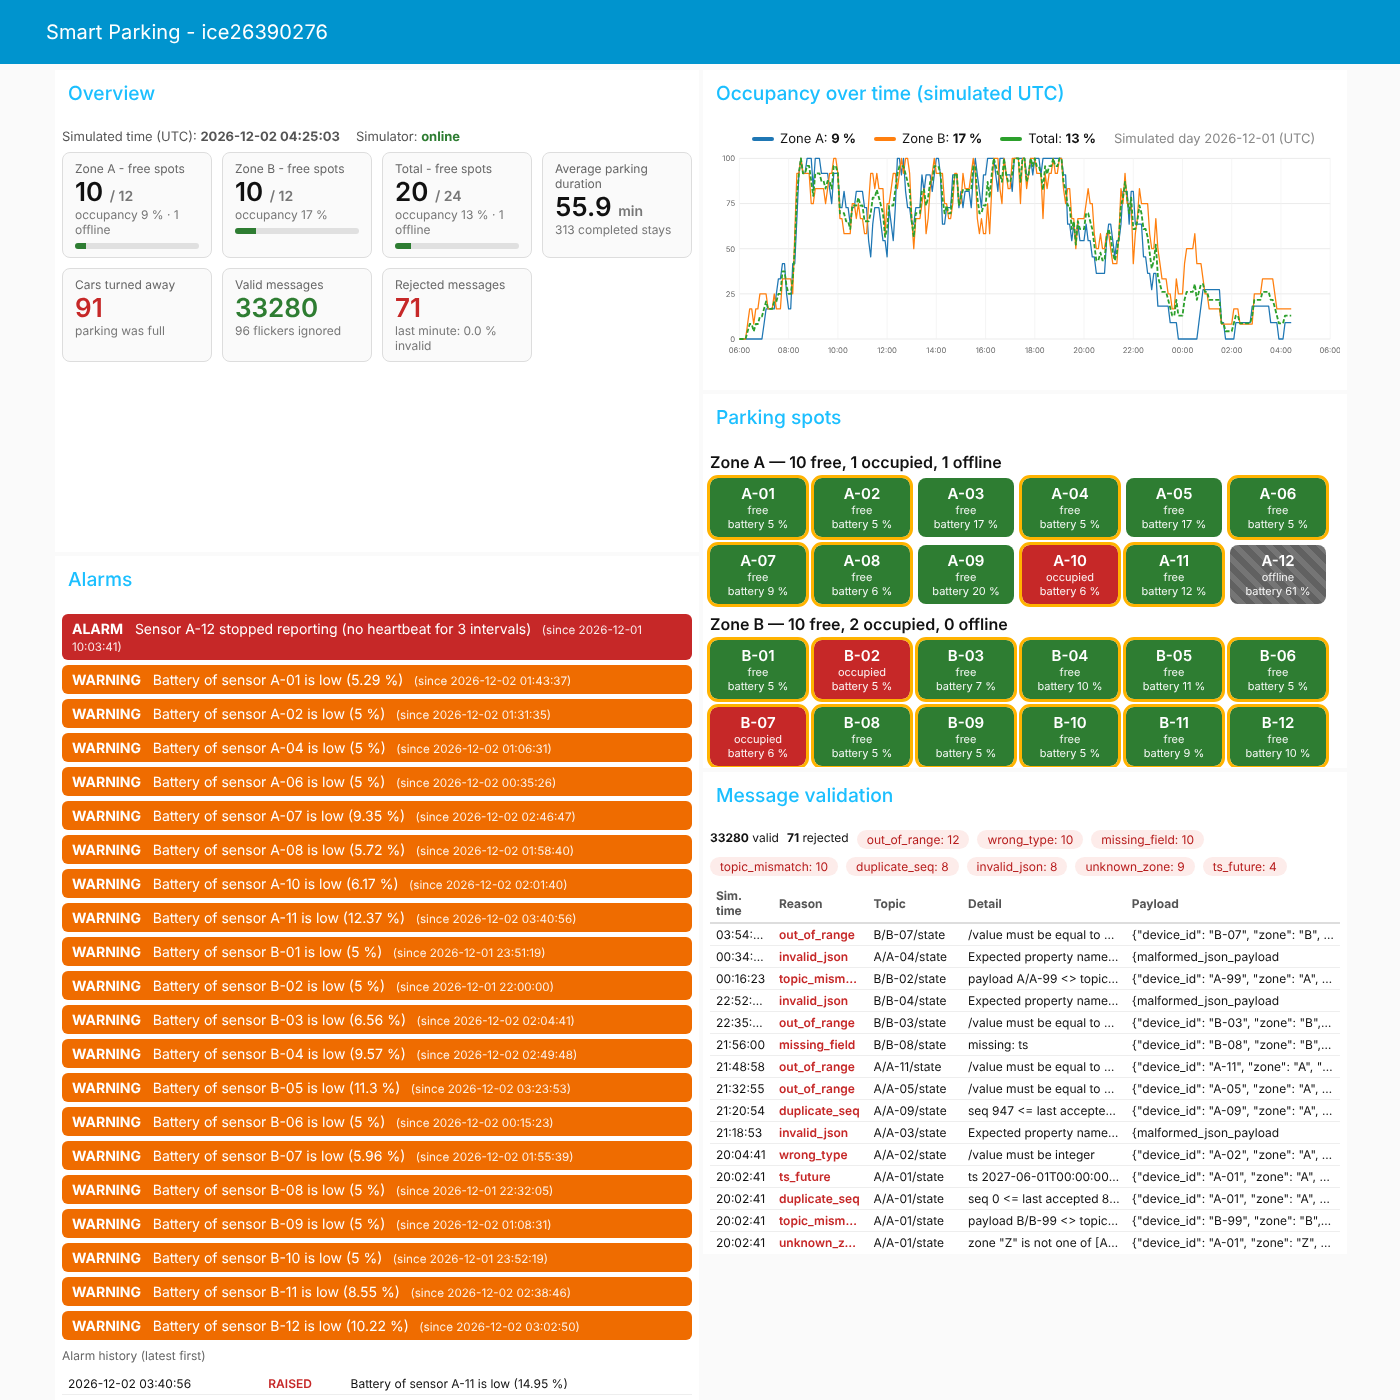 Smart Parking - ice26390276
Overview
Simulated time (UTC): 2026-12-02 04:25:03 Simulator: online
Zone A - free spots
10 / 12
occupancy 9 % · 1
offline
Zone B - free spots
10 / 12
occupancy 17 %
Total - free spots
20 / 24
occupancy 13 % · 1
offline
Average parking
duration
55.9 min
313 completed stays
Cars turned away
91
parking was full
Valid messages
33280
96 flickers ignored
Rejected messages
71
last minute: 0.0 %
invalid
Alarms
ALARM Sensor A-12 stopped reporting (no heartbeat for 3 intervals) (since 2026-12-01
10:03:41)
WARNING Battery of sensor A-01 is low (5.29 %) (since 2026-12-02 01:43:37)
WARNING Battery of sensor A-02 is low (5 %) (since 2026-12-02 01:31:35)
WARNING Battery of sensor A-04 is low (5 %) (since 2026-12-02 01:06:31)
WARNING Battery of sensor A-06 is low (5 %) (since 2026-12-02 00:35:26)
WARNING Battery of sensor A-07 is low (9.35 %) (since 2026-12-02 02:46:47)
WARNING Battery of sensor A-08 is low (5.72 %) (since 2026-12-02 01:58:40)
WARNING Battery of sensor A-10 is low (6.17 %) (since 2026-12-02 02:01:40)
WARNING Battery of sensor A-11 is low (12.37 %) (since 2026-12-02 03:40:56)
WARNING Battery of sensor B-01 is low (5 %) (since 2026-12-01 23:51:19)
WARNING Battery of sensor B-02 is low (5 %) (since 2026-12-01 22:00:00)
WARNING Battery of sensor B-03 is low (6.56 %) (since 2026-12-02 02:04:41)
WARNING Battery of sensor B-04 is low (9.57 %) (since 2026-12-02 02:49:48)
WARNING Battery of sensor B-05 is low (11.3 %) (since 2026-12-02 03:23:53)
WARNING Battery of sensor B-06 is low (5 %) (since 2026-12-02 00:15:23)
WARNING Battery of sensor B-07 is low (5.96 %) (since 2026-12-02 01:55:39)
WARNING Battery of sensor B-08 is low (5 %) (since 2026-12-01 22:32:05)
WARNING Battery of sensor B-09 is low (5 %) (since 2026-12-02 01:08:31)
WARNING Battery of sensor B-10 is low (5 %) (since 2026-12-01 23:52:19)
WARNING Battery of sensor B-11 is low (8.55 %) (since 2026-12-02 02:38:46)
WARNING Battery of sensor B-12 is low (10.22 %) (since 2026-12-02 03:02:50)
Alarm history (latest first)
2026-12-02 03:40:56 RAISED Battery of sensor A-11 is low (14.95 %)
Occupancy over time (simulated UTC)
Zone A: 9 % Zone B: 17 % Total: 13 % Simulated day 2026-12-01 (UTC)
100
75
50
25
0
06:00 08:00 10:00 12:00 14:00 16:00 18:00 20:00 22:00 00:00 02:00 04:00 06:00
Parking spots
Zone A — 10 free, 1 occupied, 1 offline
A-01 A-02 A-03 A-04 A-05 A-06
free free free free free free
battery 5 % battery 5 % battery 17 % battery 5 % battery 17 % battery 5 %
A-07 A-08 A-09 A-10 A-11 A-12
free free free occupied free offline
battery 9 % battery 6 % battery 20 % battery 6 % battery 12 % battery 61 %
Zone B — 10 free, 2 occupied, 0 offline
B-01 B-02 B-03 B-04 B-05 B-06
free occupied free free free free
battery 5 % battery 5 % battery 7 % battery 10 % battery 11 % battery 5 %
B-07 B-08 B-09 B-10 B-11 B-12
occupied free free free free free
battery 6 % battery 5 % battery 5 % battery 5 % battery 9 % battery 10 %
Message validation
33280 valid 71 rejected out_of_range: 12 wrong_type: 10 missing_field: 10
topic_mismatch: 10 duplicate_seq: 8 invalid_json: 8 unknown_zone: 9 ts_future: 4
Sim.
time Reason Topic Detail Payload
03:54:... out_of_range B/B-07/state /value must be equal to ... {"device_id": "B-07", "zone": "B", ...
00:34:... invalid_json A/A-04/state Expected property name... {malformed_json_payload
00:16:23 topic_mism... B/B-02/state payload A/A-99 <> topic... {"device_id": "A-99", "zone": "A", ...
22:52:... invalid_json B/B-04/state Expected property name... {malformed_json_payload
22:35:... out_of_range B/B-03/state /value must be equal to ... {"device_id": "B-03", "zone": "B",...
21:56:00 missing_field B/B-08/state missing: ts {"device_id": "B-08", "zone": "B",...
21:48:58 out_of_range A/A-11/state /value must be equal to ... {"device_id": "A-11", "zone": "A", "...
21:32:55 out_of_range A/A-05/state /value must be equal to ... {"device_id": "A-05", "zone": "A", ...
21:20:54 duplicate_seq A/A-09/state seq 947 <= last accepte... {"device_id": "A-09", "zone": "A", ...
21:18:53 invalid_json A/A-03/state Expected property name... {malformed_json_payload
20:04:41 wrong_type A/A-02/state /value must be integer {"device_id": "A-02", "zone": "A", ...
20:02:41 ts_future A/A-01/state ts 2027-06-01T00:00:00... {"device_id": "A-01", "zone": "A", ...
20:02:41 duplicate_seq A/A-01/state seq 0 <= last accepted 8... {"device_id": "A-01", "zone": "A", ...
20:02:41 topic_mism... A/A-01/state payload B/B-99 <> topic... {"device_id": "B-99", "zone": "B",...
20:02:41 unknown_z... A/A-01/state zone "Z" is not one of [A... {"device_id": "A-01", "zone": "Z", ...